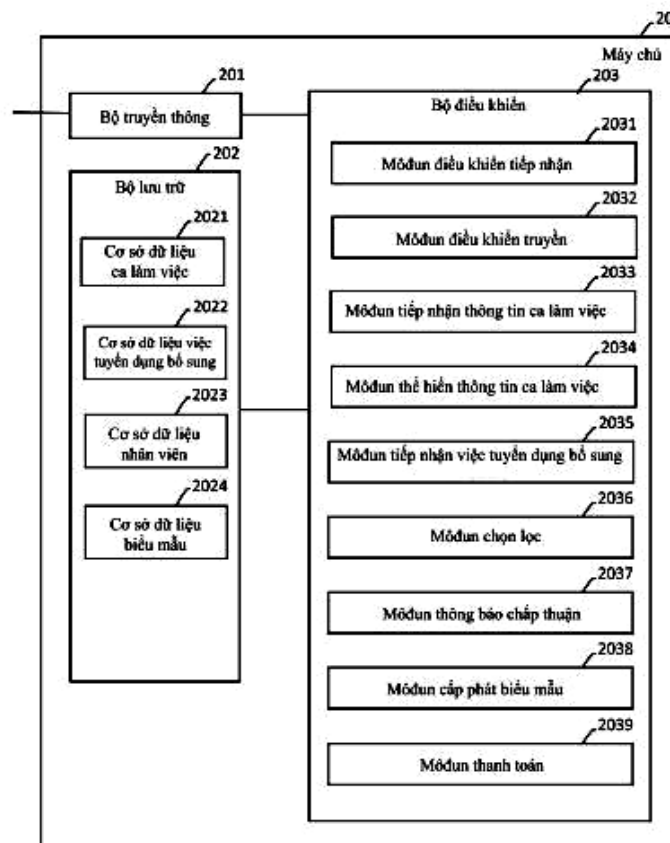 20
Máy chủ
201
Bộ truyền thông
202
Bộ lưu trữ
2021
Cơ sở dữ liệu
ca làm việc
2022
Cơ sở dữ liệu việc
tuyển dụng bổ sung
2023
Cơ sở dữ liệu
nhân viên
2024
Cơ sở dữ liệu
biểu mẫu
203
Bộ điều khiển
2031
Môđun điều khiển tiếp nhận
2032
Môđun điều khiển truyền
2033
Môđun tiếp nhận thông tin ca làm việc
2034
Môđun thể hiển thông tin ca làm việc
2035
Môđun tiếp nhận việc tuyển dụng bổ sung
2036
Môđun chọn lọc
2037
Môđun thông báo chấp thuận
2038
Môđun cấp phát biểu mẫu
2039
Môđun thanh toán